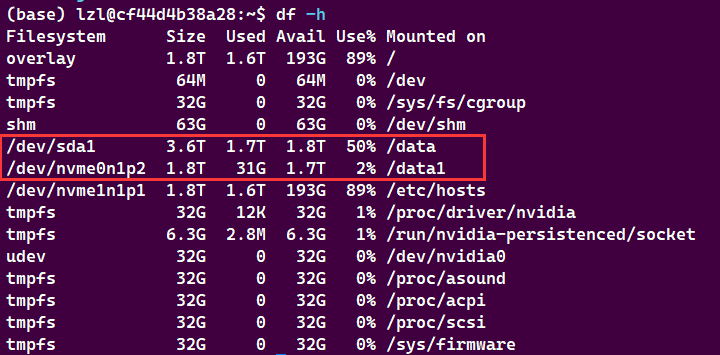 (base) lzl@cf44d4b38a28:~$ df -h
Filesystem Size Used Avail Use% Mounted on
overlay 1.8T 1.6T 193G 89% /
tmpfs 64M 0 64M 0% /dev
tmpfs 32G 0 32G 0% /sys/fs/cgroup
shm 63G 0 63G 0% /dev/shm
/dev/sda1 3.6T 1.7T 1.8T 50% /data
/dev/nvme0n1p2 1.8T 31G 1.7T 2% /data1
/dev/nvme1n1p1 1.8T 1.6T 193G 89% /etc/hosts
tmpfs 32G 12K 32G 1% /proc/driver/nvidia
tmpfs 6.3G 2.8M 6.3G 1% /run/nvidia-persistenced/socket
udev 32G 0 32G 0% /dev/nvidia0
tmpfs 32G 0 32G 0% /proc/asound
tmpfs 32G 0 32G 0% /proc/acpi
tmpfs 32G 0 32G 0% /proc/scsi
tmpfs 32G 0 32G 0% /sys/firmware